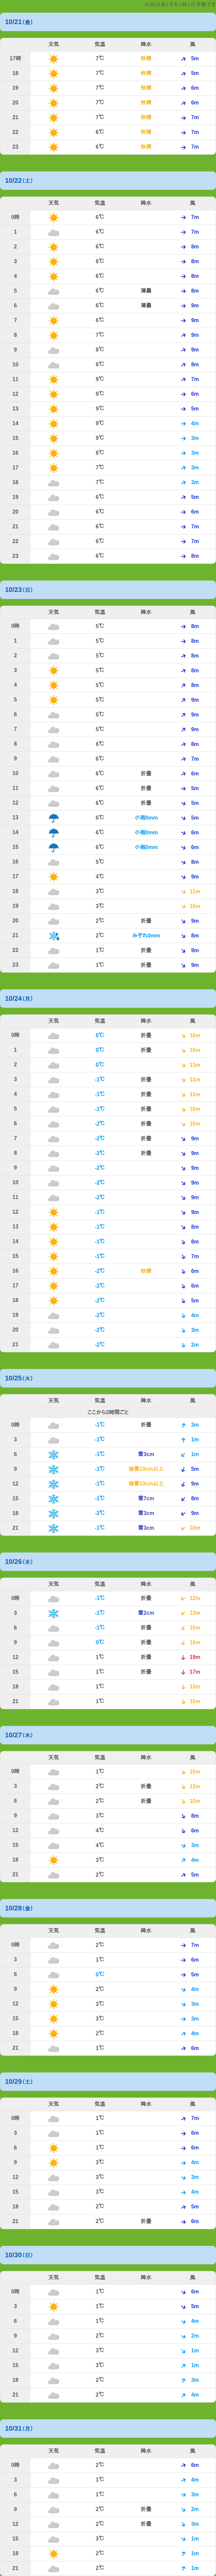 10/21(金)
天気 気温 降水 風
17時 7℃ 快晴 5m
18 7℃ 快晴 5m
19 7℃ 快晴 6m
20 7℃ 快晴 6m
21 7℃ 快晴 7m
22 6℃ 快晴 7m
23 6℃ 快晴 7m
10/22(土)
天気 気温 降水 風
0時 6℃ 7m
1 6℃ 7m
2 6℃ 8m
3 6℃ 8m
4 6℃ 8m
5 6℃ 薄曇 8m
6 6℃ 薄曇 9m
7 6℃ 9m
8 7℃ 9m
9 8℃ 9m
10 8℃ 8m
11 9℃ 7m
12 9℃ 6m
13 9℃ 5m
14 9℃ 4m
15 9℃ 3m
16 8℃ 3m
17 7℃ 3m
18 7℃ 3m
19 6℃ 5m
20 6℃ 6m
21 6℃ 7m
22 6℃ 7m
23 6℃ 8m
10/23(日)
天気 気温 降水 風
0時 5℃ 8m
1 5℃ 8m
2 5℃ 8m
3 5℃ 8m
4 5℃ 8m
5 5℃ 9m
6 5℃ 9m
7 5℃ 9m
8 6℃ 8m
9 6℃ 7m
10 6℃ 折曇 6m
11 6℃ 折曇 5m
12 6℃ 折曇 5m
13 6℃ 小雨0mm 5m
14 6℃ 小雨0mm 6m
15 6℃ 小雨0mm 6m
16 5℃ 8m
17 4℃ 9m
18 3℃ 11m
19 3℃ 10m
20 2℃ 折曇 9m
21 2℃ みぞれ0mm 8m
22 1℃ 折曇 9m
23 1℃ 折曇 9m
10/24(月)
天気 気温 降水 風
0時 0℃ 折曇 10m
1 0℃ 折曇 10m
2 0℃ 11m
3 -1℃ 折曇 11m
4 -1℃ 折曇 11m
5 -1℃ 折曇 10m
6 -2℃ 折曇 10m
7 -2℃ 折曇 9m
8 -2℃ 折曇 9m
9 -2℃ 9m
10 -2℃ 9m
11 -2℃ 9m
12 -1℃ 9m
13 -1℃ 8m
14 -1℃ 8m
15 -1℃ 7m
16 -2℃ 快晴 6m
17 -2℃ 6m
18 -2℃ 5m
19 -2℃ 4m
20 -2℃ 3m
21 -2℃ 2m
10/25(火)
天気 気温 降水 風
ここから3時間ごと
0時 -1℃ 折曇 3m
3 -1℃ 1m
6 -1℃ 雪3cm 1m
9 -1℃ 強雪10cm以上 5m
12 -1℃ 強雪10cm以上 9m
15 -1℃ 雪7cm 8m
18 -2℃ 雪3cm 9m
21 -1℃ 雪3cm 10m
10/26(水)
天気 気温 降水 風
0時 -1℃ 折曇 12m
3 -1℃ 雪2cm 13m
6 -1℃ 折曇 15m
9 0℃ 折曇 16m
12 1℃ 折曇 19m
15 1℃ 折曇 17m
18 1℃ 15m
21 1℃ 15m
10/27(木)
天気 気温 降水 風
0時 1℃ 15m
3 2℃ 折曇 12m
6 2℃ 折曇 10m
9 3℃ 8m
12 4℃ 6m
15 4℃ 3m
18 3℃ 4m
21 2℃ 5m
10/28(金)
天気 気温 降水 風
0時 2℃ 7m
3 1℃ 6m
6 0℃ 5m
9 2℃ 4m
12 3℃ 3m
15 3℃ 3m
18 2℃ 4m
21 1℃ 6m
10/29(土)
天気 気温 降水 風
0時 1℃ 7m
3 1℃ 6m
6 1℃ 6m
9 3℃ 4m
12 3℃ 3m
15 3℃ 4m
18 2℃ 5m
21 2℃ 折曇 6m
10/30(日)
天気 気温 降水 風
0時 1℃ 6m
3 1℃ 5m
6 1℃ 4m
9 2℃ 2m
12 3℃ 1m
15 3℃ 1m
18 2℃ 3m
21 2℃ 4m
10/31(月)
天気 気温 降水 風
0時 2℃ 6m
3 1℃ 4m
6 1℃ 3m
9 2℃ 折曇 2m
12 2℃ 折曇 3m
15 3℃ 1m
18 2℃ 1m
21 2℃ 1m